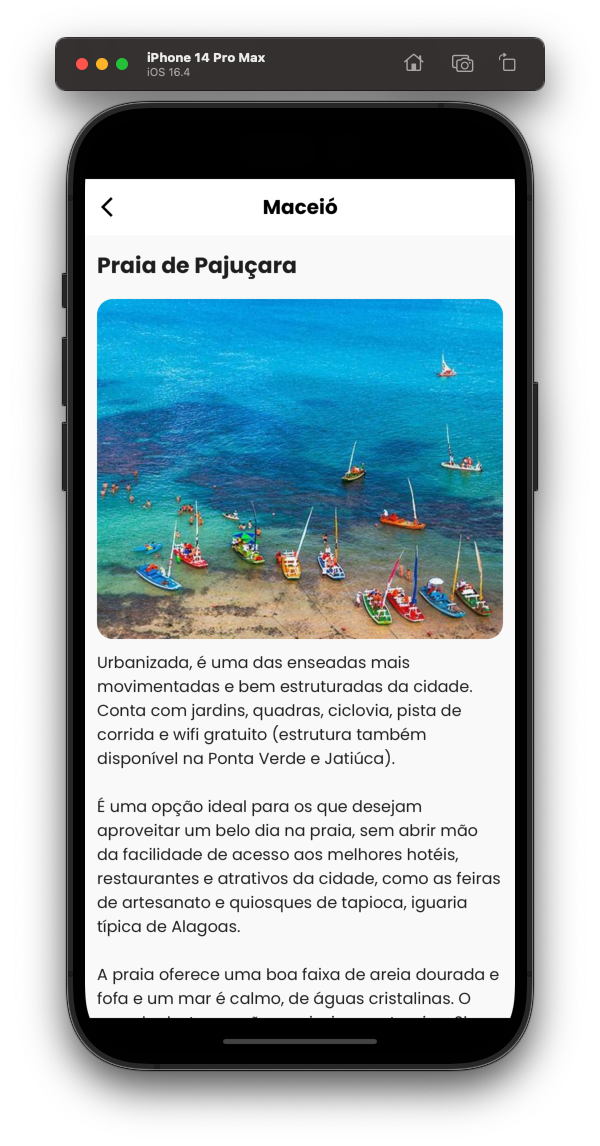 iPhone 14 Pro Max
iOS 16.4
Maceió
Praia de Pajuçara
Urbanizada, é uma das enseadas mais
movimentadas e bem estruturadas da cidade.
Conta com jardins, quadras, ciclovia, pista de
corrida e wifi gratuito (estrutura também
disponível na Ponta Verde e Jatiúca).
É uma opção ideal para os que desejam
aproveitar um belo dia na praia, sem abrir mão
da facilidade de acesso aos melhores hotéis,
restaurantes e atrativos da cidade, como as feiras
de artesanato e quiosques de tapioca, iguaria
típica de Alagoas.
A praia oferece uma boa faixa de areia dourada e
fofa e um mar é calmo, de águas cristalinas. O